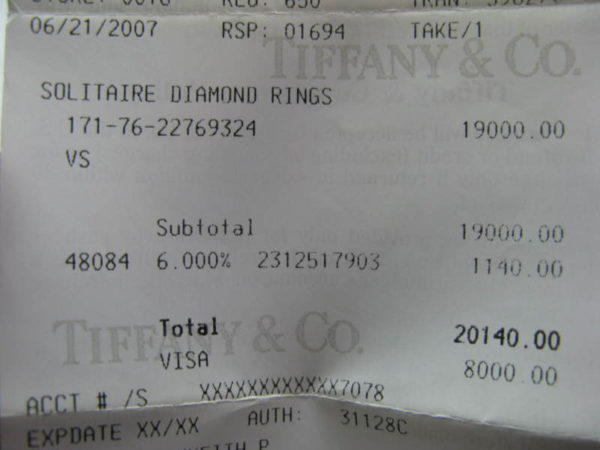 06/21/2007 RSP: 01694 TAKE/1
TIFFANY & CO.
SOLITAIRE DIAMOND RINGS
171-76-22769324 19000.00
VS
Subtotal 19000.00
48084 6.000% 2312517903 1140.00
TIFFANY & CO.
Total 20140.00
VISA 8000.00
ACCT # /S XXXXXXXXXXXX7078
EXPDATE XX/XX AUTH: 31128C